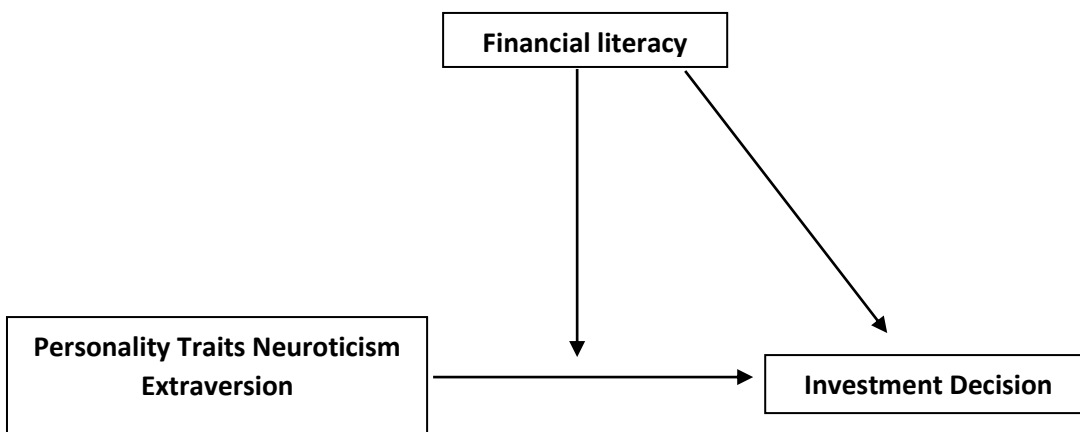 Financial literacy
Personality Traits Neuroticism
Extraversion
Investment Decision